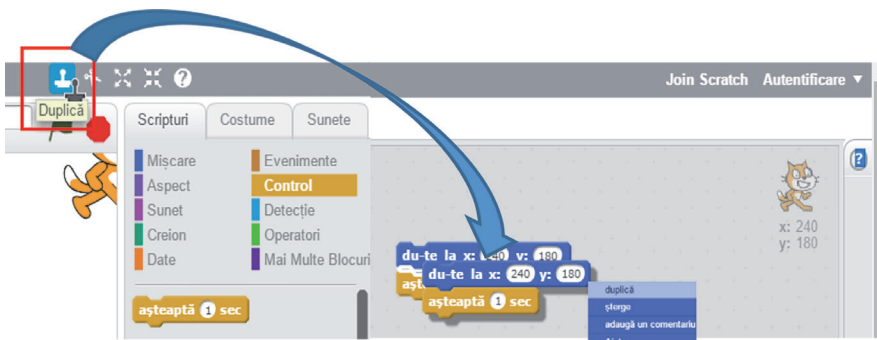 Join Scratch Autentificare
Duplică
Scripturi Costume Sunete
Mișcare Evenimente
Aspect Control
Sunet Detecție
Creion Operatori
Date Mai Multe Blocuri
x: 240
y: 180
du-te la x: 240 y: 180
du-te la x: 240 y: 180
duplică
șterge
așteaptă 1 sec
așteaptă 1 sec
adaugă un comentariu